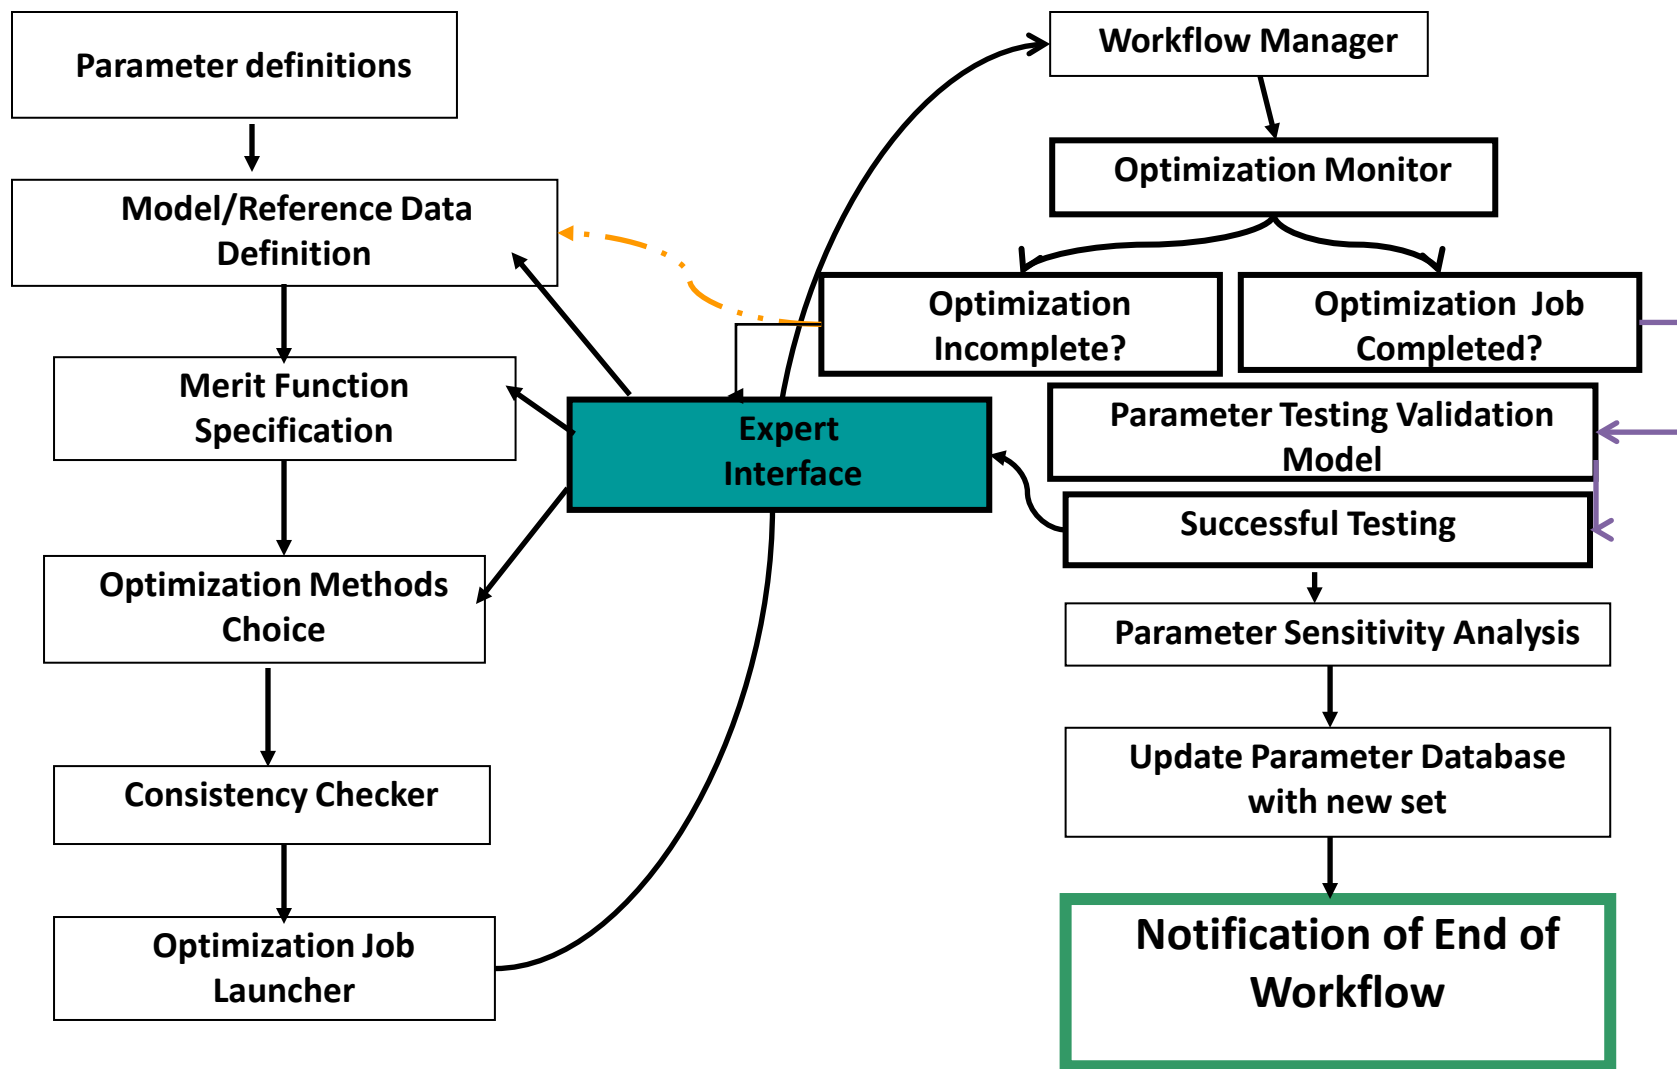 Parameter definitions
Model/Reference Data
Definition
Merit Function
Specification
Optimization Methods
Choice
Consistency Checker
Optimization Job
Launcher
Expert
Interface
Workflow Manager
Optimization Monitor
Optimization
Incomplete?
Optimization Job
Completed?
Parameter Testing Validation
Model
Successful Testing
Parameter Sensitivity Analysis
Update Parameter Database
with new set
Notification of End of
Workflow